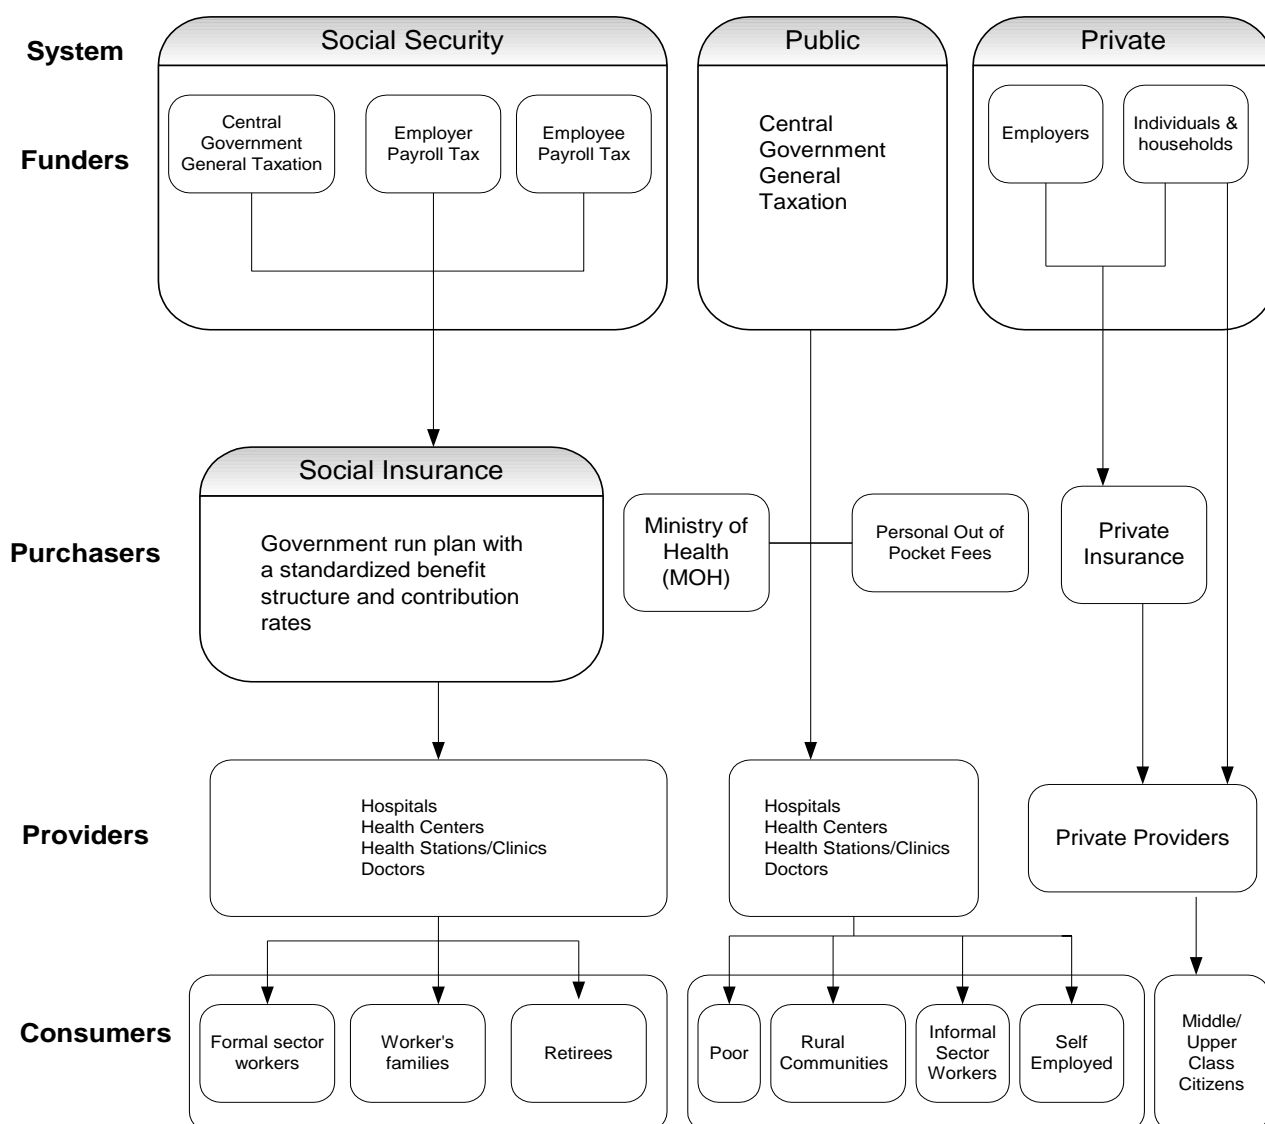 System
Social Security
Public
Private
Funders
Central
Government
General Taxation
Employer
Payroll Tax
Employee
Payroll Tax
Central
Government
General
Taxation
Employers
Individuals &
households
Purchasers
Social Insurance
Government run plan with
a standardized benefit
structure and contribution
rates
Ministry of
Health
(MOH)
Personal Out of
Pocket Fees
Private
Insurance
Providers
Hospitals
Health Centers
Health Stations/Clinics
Doctors
Hospitals
Health Centers
Health Stations/Clinics
Doctors
Private Providers
Consumers
Formal sector
workers
Worker's
families
Retirees
Poor
Rural
Communities
Informal
Sector
Workers
Self
Employed
Middle/
Upper
Class
Citizens